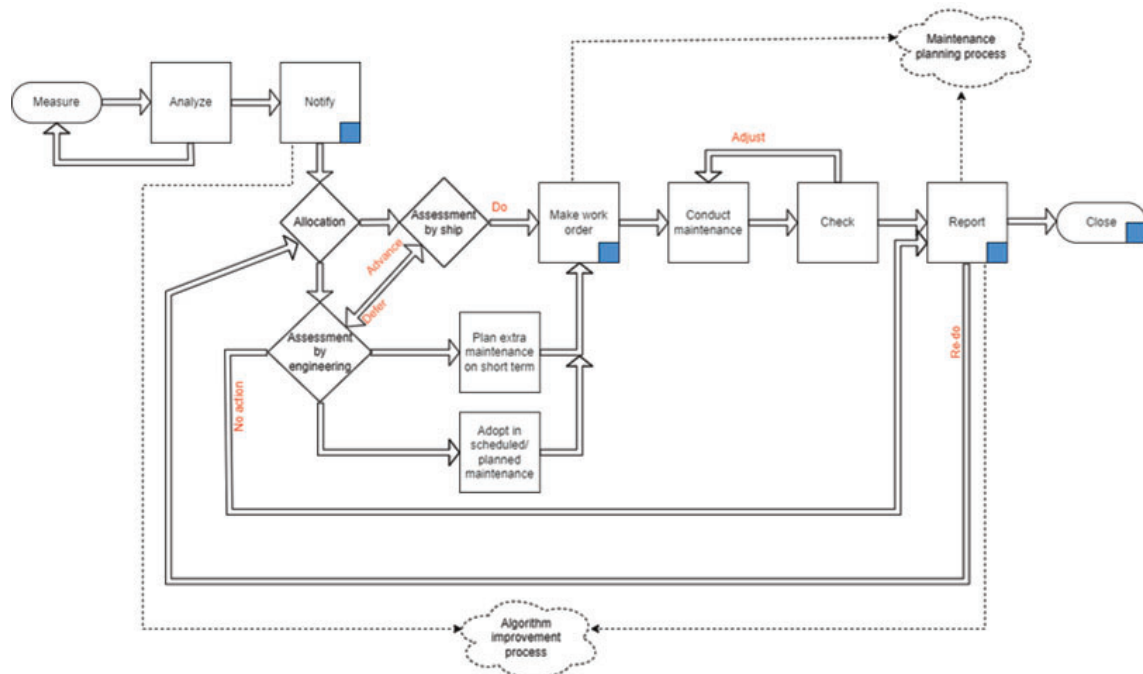 Maintenance
planning process
Measure
Analyze
Notify
Adjust
Allocation
Assessment
by ship
Do
Make work
order
Conduct
maintenance
Check
Report
Close
Advance
Defer
Assessment
by
engineering
Plan extra
maintenance
on short term
No action
Re-do
Adopt in
scheduled/
planned
maintenance
Algorithm
improvement
process